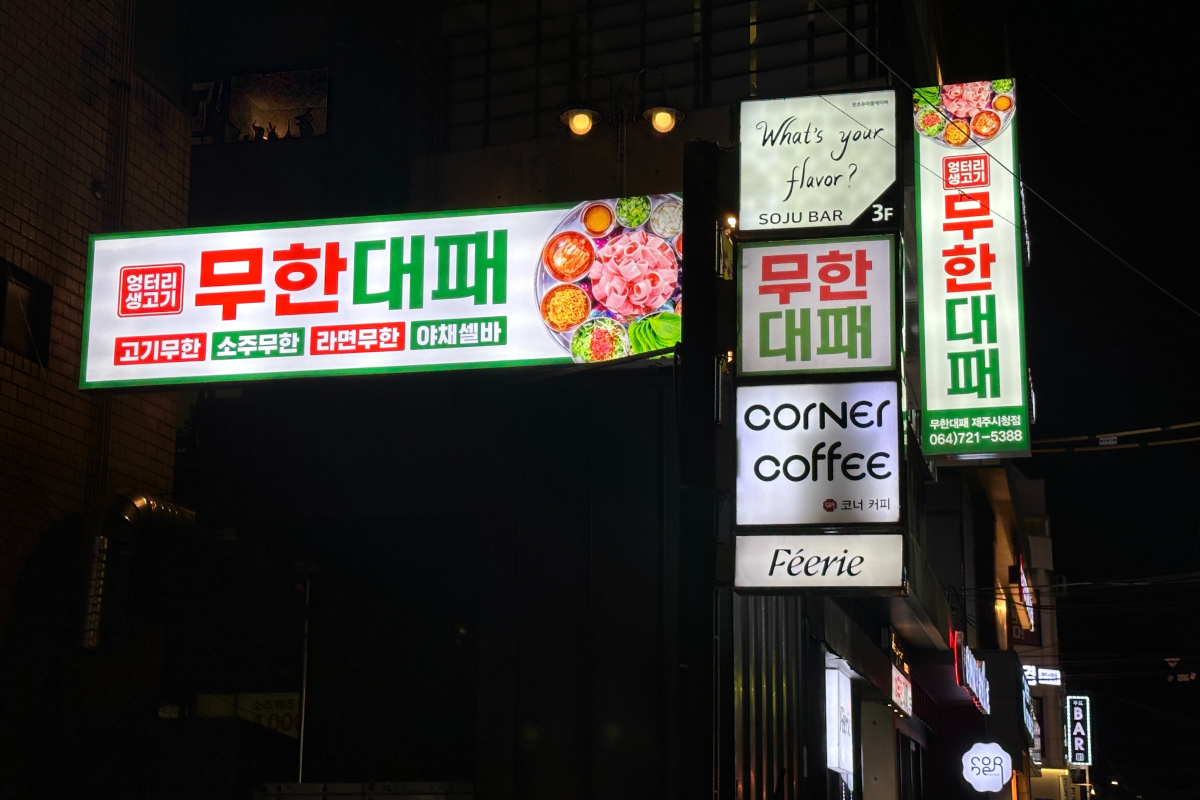 엉터리
생고기
무한대패
고기무한 소주무한 라면무한 야채셀바
What's your
flavor?
SOJU BAR
3F
무한
대패
CORNER
COFFEE
코너 커피
Féerie
엉터리
생고기
무한대패
무한대패 제주시청점
064)721-5388
BAR